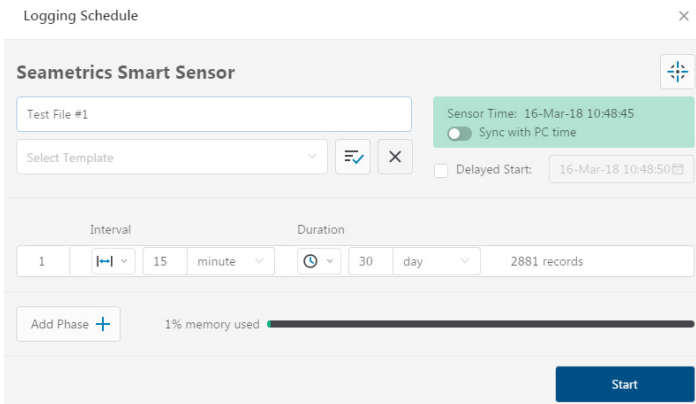 Logging Schedule
Seametrics Smart Sensor
Test File #1
Sensor Time: 16-Mar-18 10:48:45
Sync with PC time
Select Template
Delayed Start: 16-Mar-18 10:48:50
Interval Duration
1 15 minute 30 day 2881 records
Add Phase 1% memory used
Start